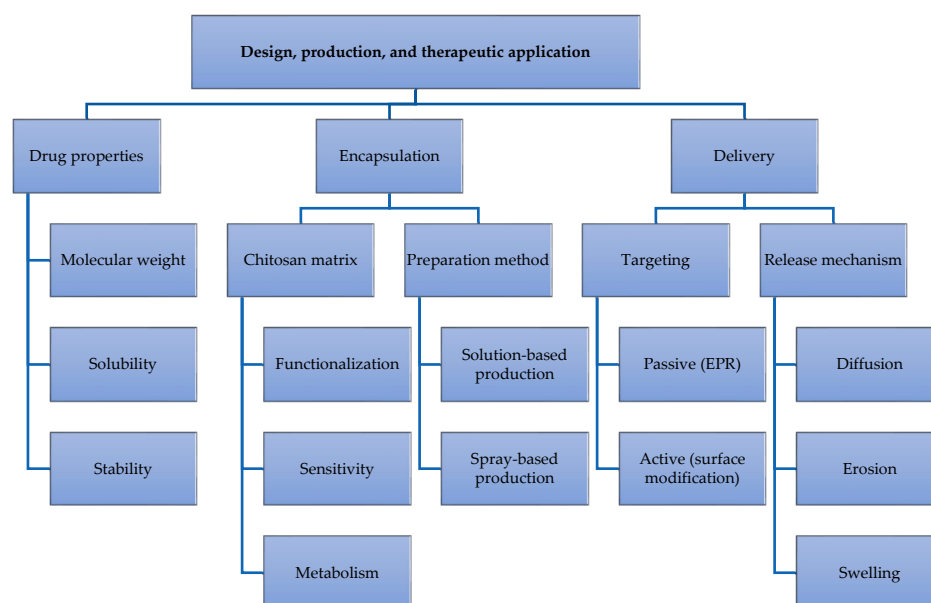 Design, production, and therapeutic application
Drug properties
Encapsulation
Delivery
Molecular weight
Chitosan matrix
Preparation method
Targeting
Release mechanism
Solubility
Functionalization
Solution-based
production
Passive (EPR)
Diffusion
Stability
Sensitivity
Spray-based
production
Active (surface
modification)
Erosion
Metabolism
Swelling